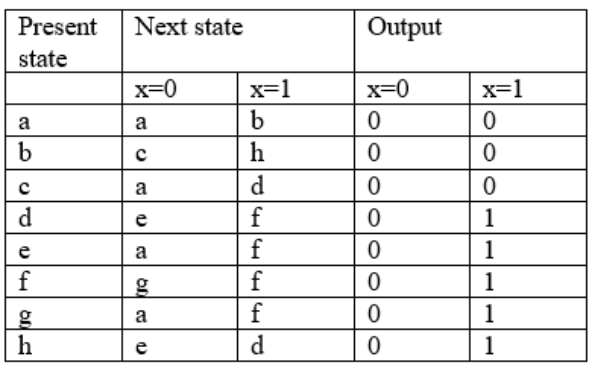 Present Next state Output
state
x=0 x=1 x=0 x=1
a a b 0 0
b c h 0 0
c a d 0 0
d e f 0 1
e a f 0 1
f g f 0 1
g a f 0 1
h e d 0 1